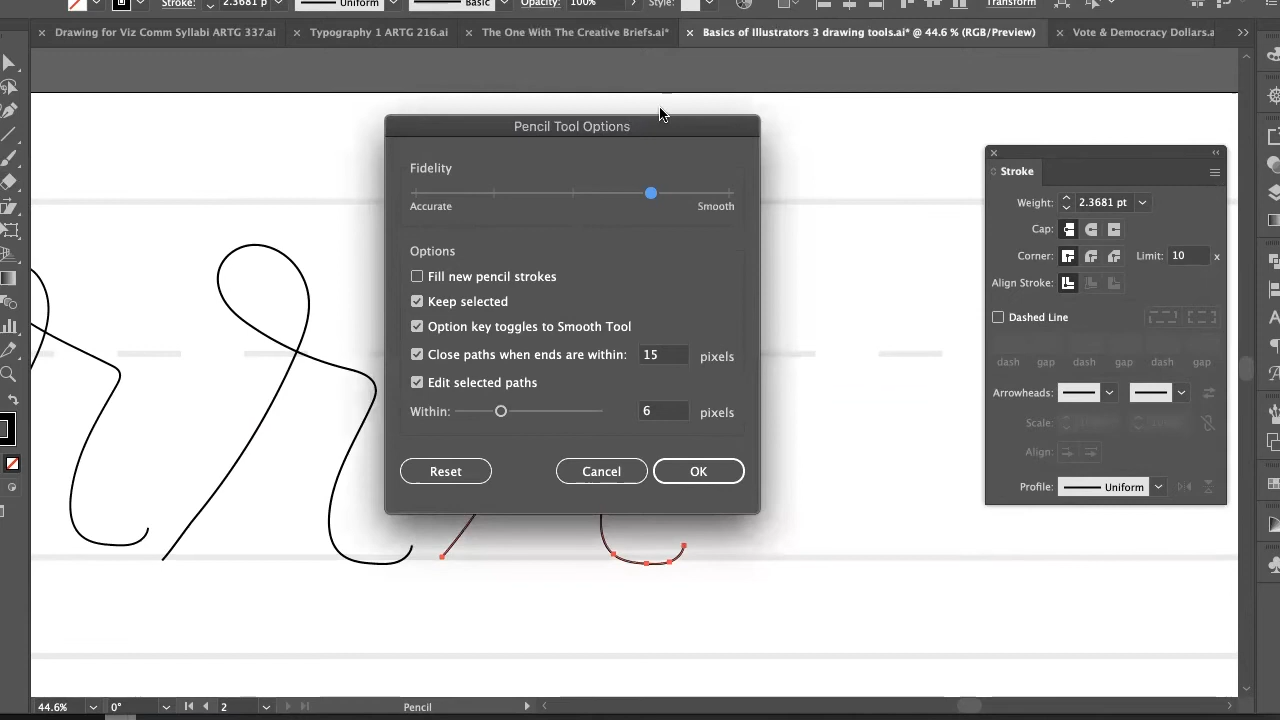 Stroke: 2.3681 pt Uniform Basic Opacity: 100% Style: Transform
Drawing for Viz Comm Syllabi ARTG 337.ai
Typography 1 ARTG 216.ai
The One With The Creative Briefs.ai*
Basics of Illustrators 3 drawing tools.ai* @ 44.6 % (RGB/Preview)
Vote & Democracy Dollars.a
Pencil Tool Options
Fidelity
Accurate Smooth
Options
Fill new pencil strokes
Keep selected
Option key toggles to Smooth Tool
Close paths when ends are within: 15 pixels
Edit selected paths
Within: 6 pixels
Reset Cancel OK
Stroke
Weight: 2.3681 pt
Cap:
Corner: Limit: 10 x
Align Stroke:
Dashed Line
dash gap dash gap dash gap
Arrowheads:
Scale:
Align:
Profile: Uniform
44.6% 0° 2 Pencil